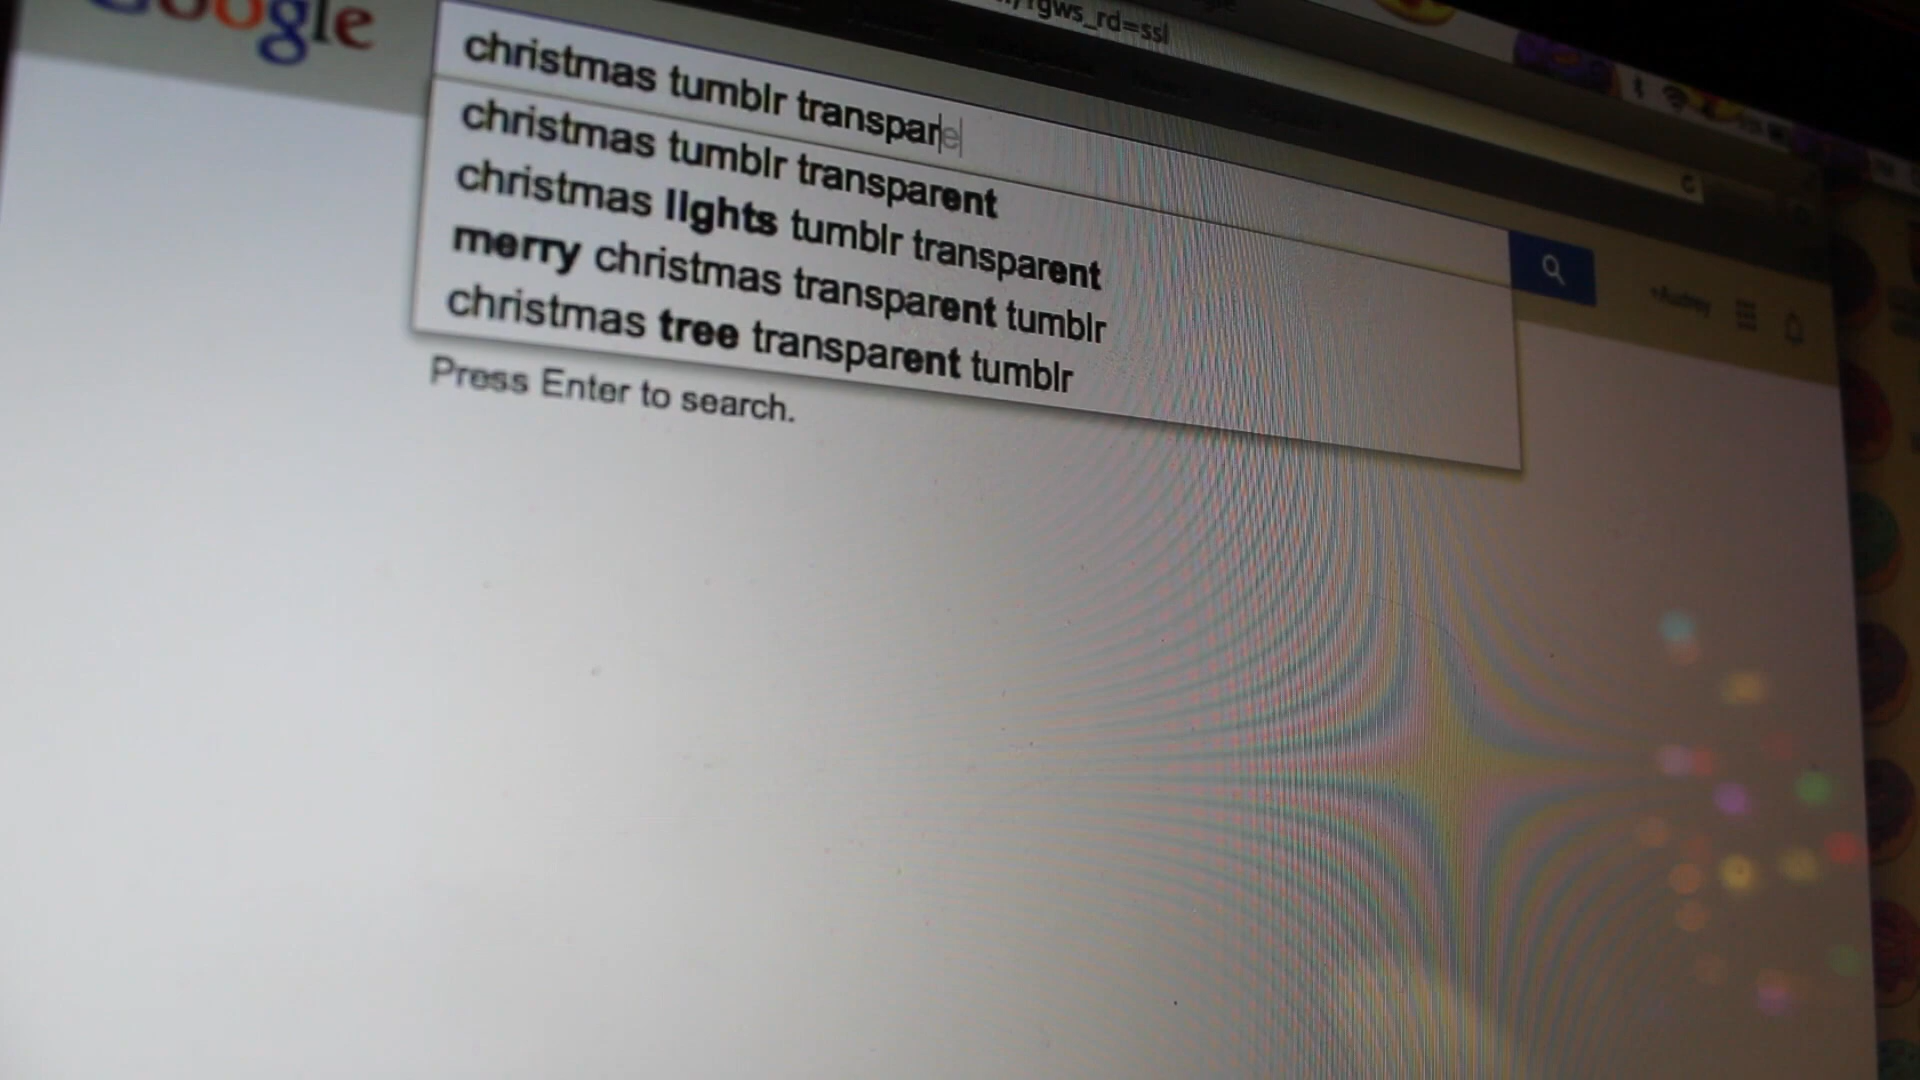 /?gws_rd=ssl
Google
christmas tumblr transpare
christmas tumblr transparent
christmas lights tumblr transparent
merry christmas transparent tumblr
christmas tree transparent tumblr
Press Enter to search.
+Audrey